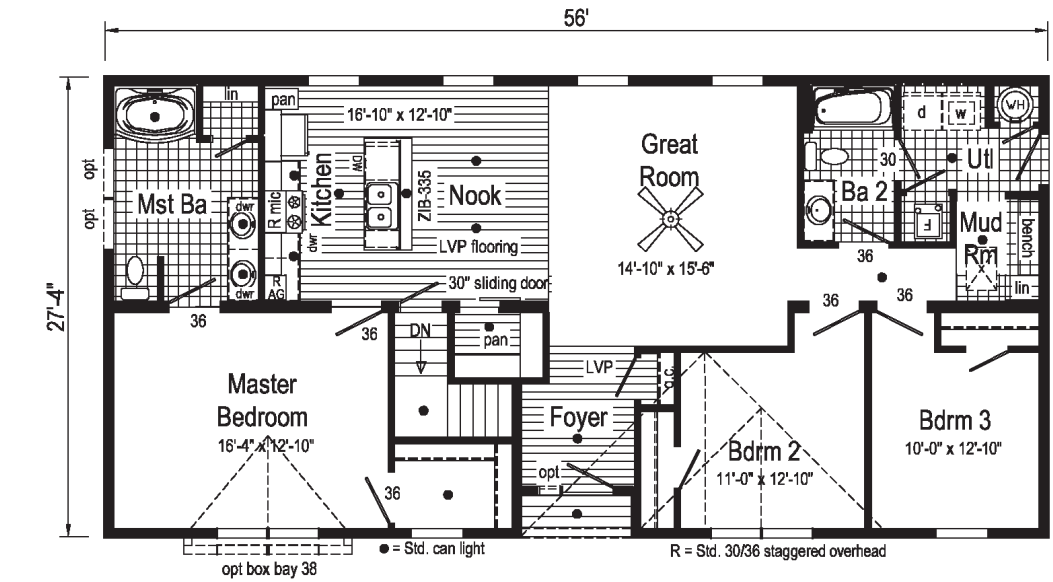 56'
27'-4"
lin
pan
16'-10" x 12'-10"
d
w
WH
opt
opt
Mst Ba
dwr
dwr
Kitchen
R mic
dwr
R
AG
DW
ZIB-335
Nook
LVP flooring
30" sliding door
Great
Room
14'-10" x 15'-6"
30
Utl
Ba 2
F
36
Mud
Rm
x
bench
lin
36
36
36
36
DN
pan
LVP
g.c.
Master
Bedroom
16'-4" x 12'-10"
36
Foyer
opt
Bdrm 2
11'-0" x 12'-10"
Bdrm 3
10'-0" x 12'-10"
opt box bay 38
= Std. can light
R = Std. 30/36 staggered overhead